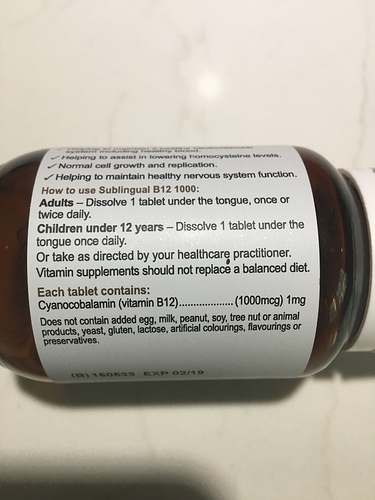 system including healthy blood.
✓ Helping to assist in lowering homocysteine levels.
✓ Normal cell growth and replication.
✓ Helping to maintain healthy nervous system function.
How to use Sublingual B12 1000:
Adults – Dissolve 1 tablet under the tongue, once or
twice daily.
Children under 12 years – Dissolve 1 tablet under the
tongue once daily.
Or take as directed by your healthcare practitioner.
Vitamin supplements should not replace a balanced diet.
Each tablet contains:
Cyanocobalamin (vitamin B12)................... (1000mcg) 1mg
Does not contain added egg, milk, peanut, soy, tree nut or animal
products, yeast, gluten, lactose, artificial colourings, flavourings or
preservatives.
(B) EXP 02/19